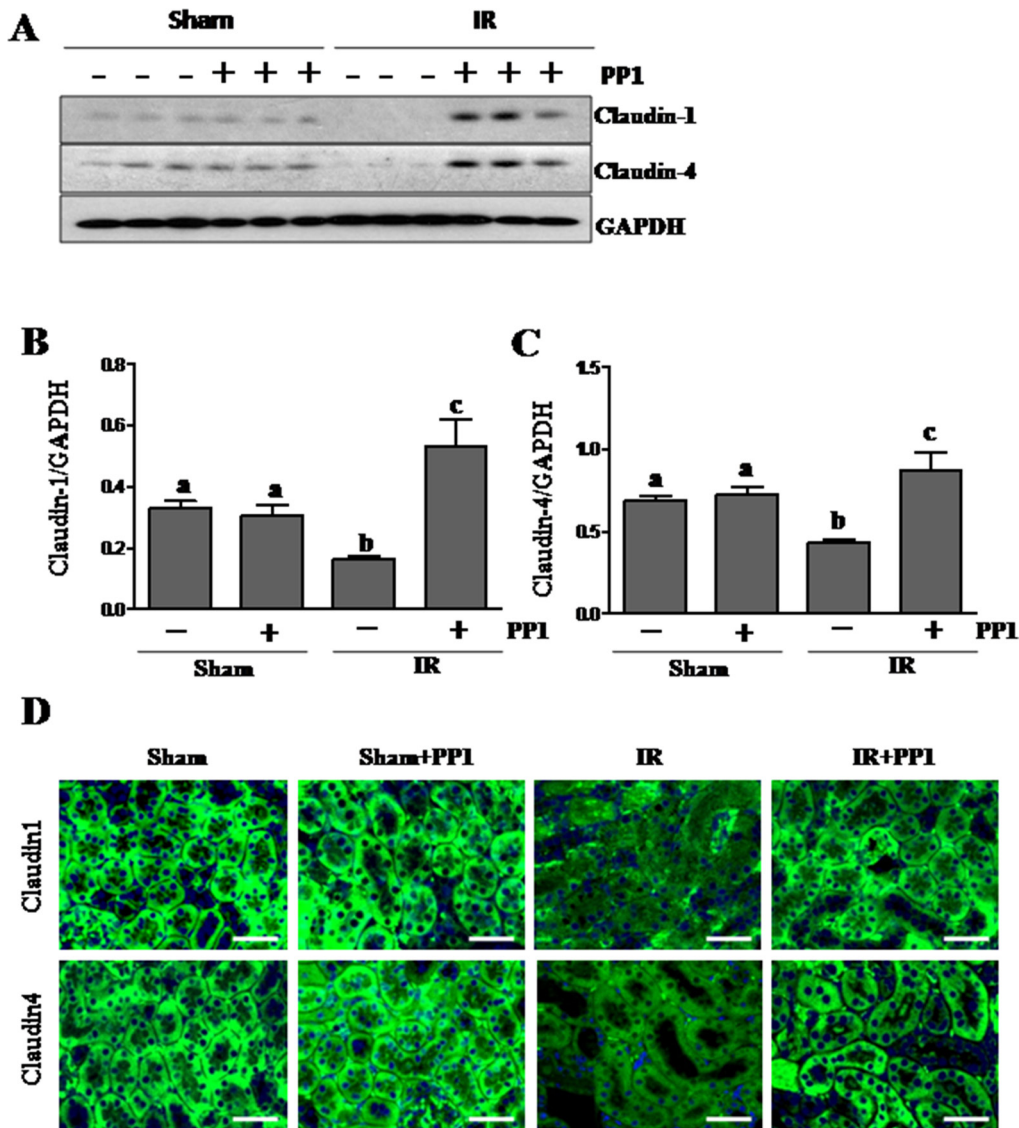 A
Sham IR
– – – + + + – – – + + + PP1
Claudin-1
Claudin-4
GAPDH
B
Claudin-1/GAPDH
0.8
0.6
0.4
0.2
0.0
a a b c
– + – + PP1
Sham IR
C
Claudin-4/GAPDH
1.5
1.0
0.5
0.0
a a b c
– + – + PP1
Sham IR
D
Sham Sham+PP1 IR IR+PP1
Claudin1
Claudin4